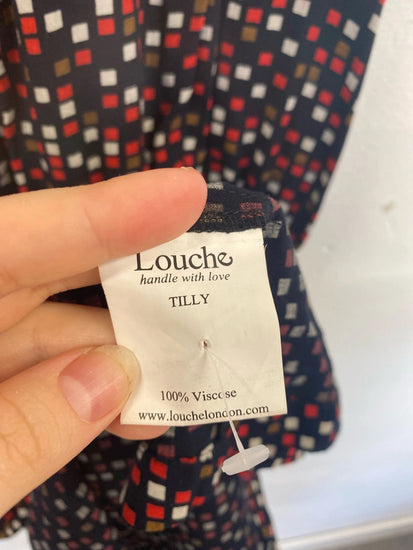 Louche
handle with love
TILLY
100% Viscose
www.louchelondon.com